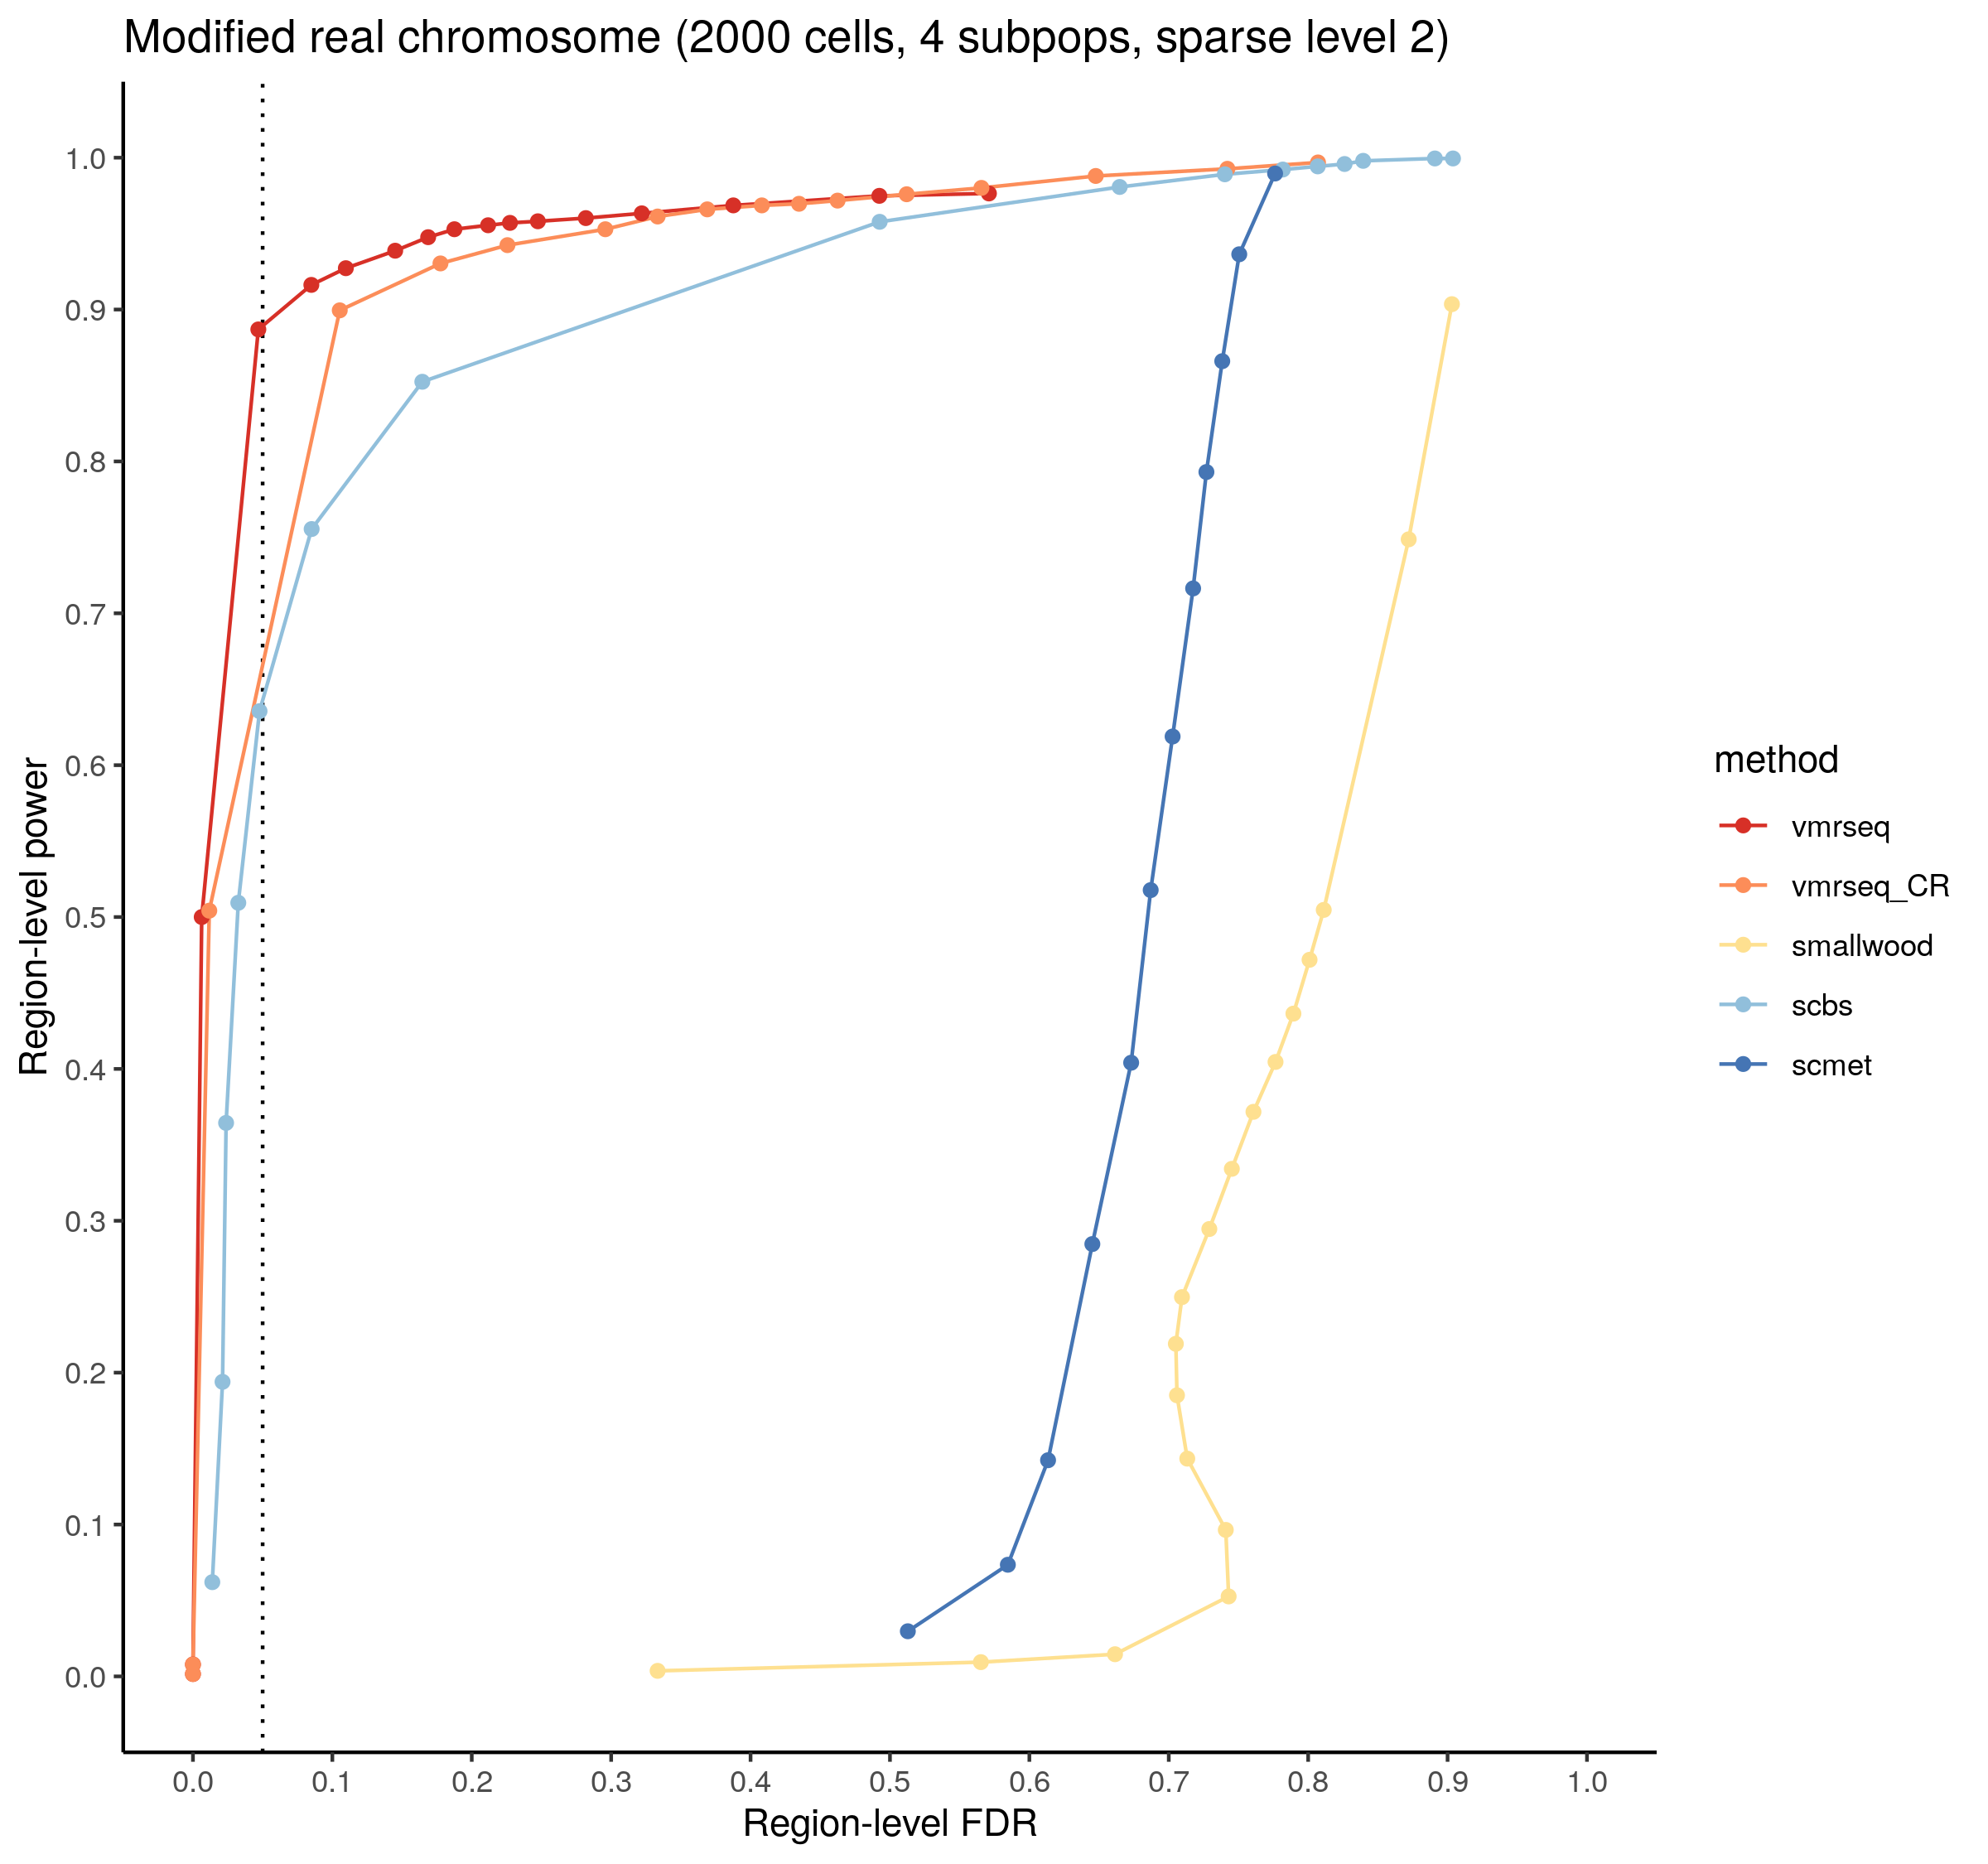 Modified real chromosome (2000 cells, 4 subpops, sparse level 2)
Region-level power
1.0
0.9
0.8
0.7
0.6
0.5
0.4
0.3
0.2
0.1
0.0
0.0 0.1 0.2 0.3 0.4 0.5 0.6 0.7 0.8 0.9 1.0
Region-level FDR
method
vmrseq
vmrseq_CR
smallwood
scbs
scmet